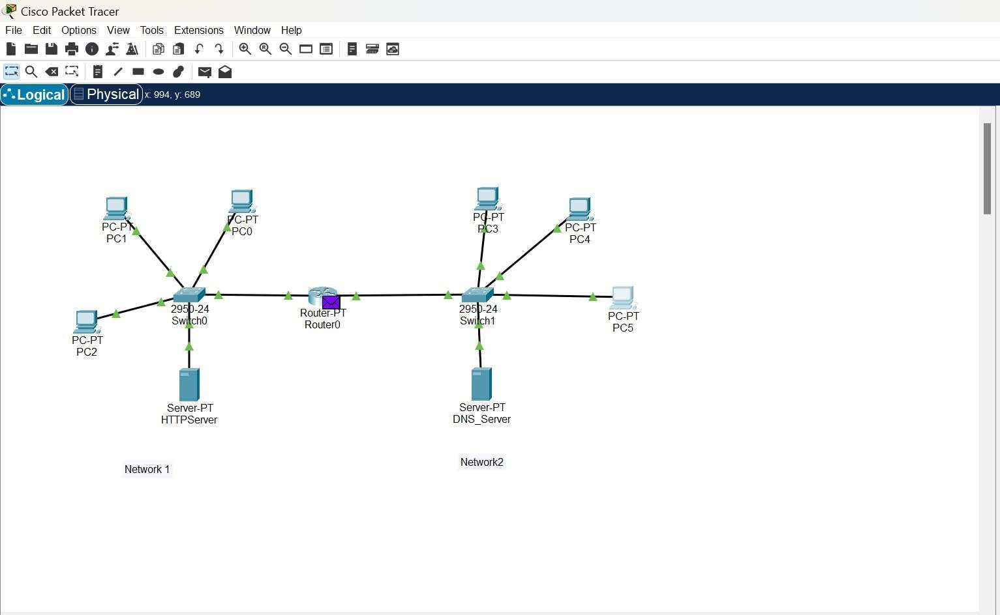 Cisco Packet Tracer
File Edit Options View Tools Extensions Window Help
Logical Physical x: 994, y: 689
PC-PT
PC1
PC-PT
PC0
PC-PT
PC3
PC-PT
PC4
2950-24
Switch0
Router-PT
Router0
2950-24
Switch1
PC-PT
PC5
PC-PT
PC2
Server-PT
HTTPServer
Server-PT
DNS_Server
Network 1
Network2